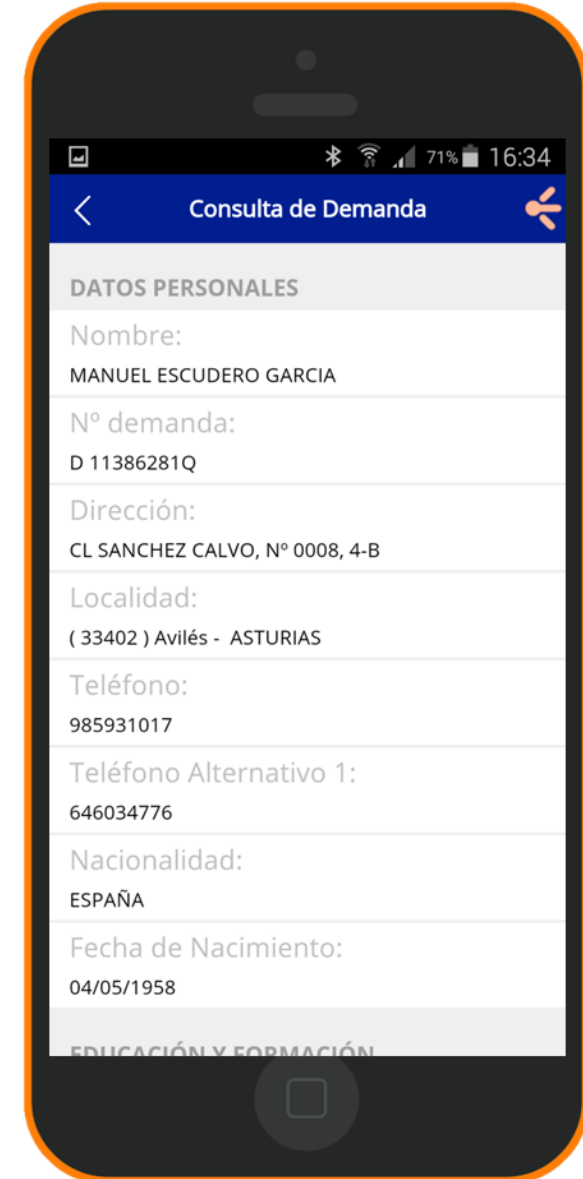 71% 16:34
Consulta de Demanda
DATOS PERSONALES
Nombre:
MANUEL ESCUDERO GARCIA
Nº demanda:
D 11386281Q
Dirección:
CL SANCHEZ CALVO, Nº 0008, 4-B
Localidad:
( 33402 ) Avilés - ASTURIAS
Teléfono:
985931017
Teléfono Alternativo 1:
646034776
Nacionalidad:
ESPAÑA
Fecha de Nacimiento:
04/05/1958
EDUCACIÓN Y FORMACIÓN